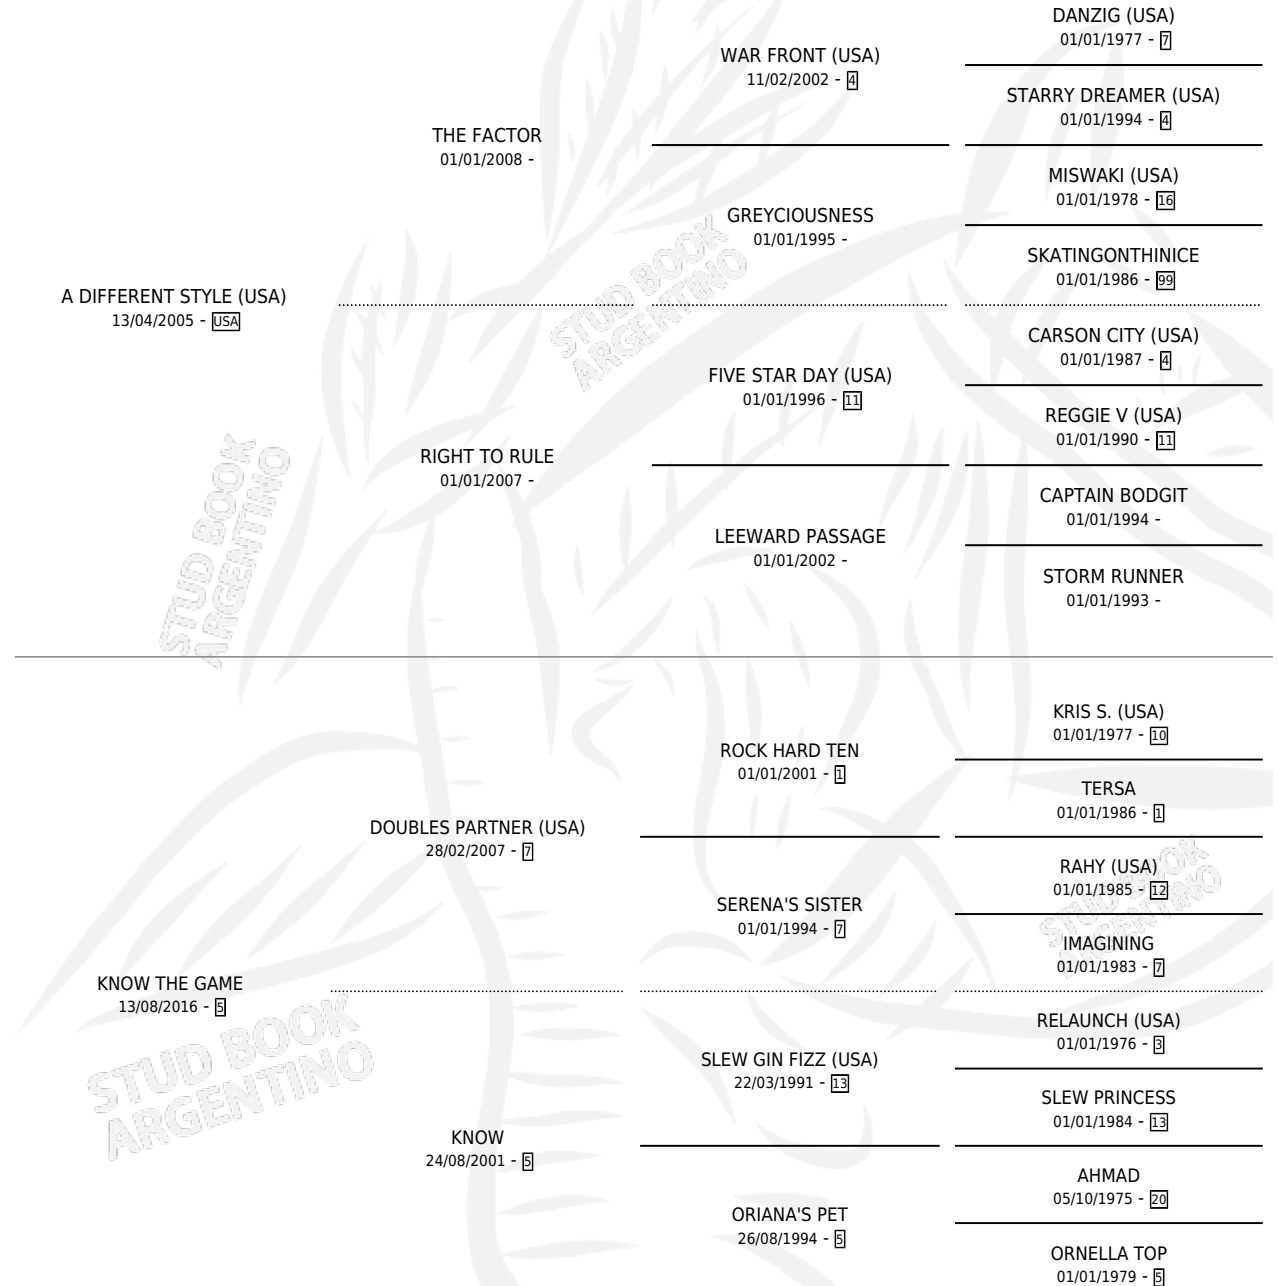 DANZIG (USA)
01/01/1977 - 7
WAR FRONT (USA)
11/02/2002 - 4
STARRY DREAMER (USA)
01/01/1994 - 4
THE FACTOR
01/01/2008 -
MISWAKI (USA)
01/01/1978 - 16
GREYCIOUSNESS
01/01/1995 -
SKATINGONTHINICE
01/01/1986 - 99
A DIFFERENT STYLE (USA)
13/04/2005 - USA
CARSON CITY (USA)
01/01/1987 - 4
FIVE STAR DAY (USA)
01/01/1996 - 11
REGGIE V (USA)
01/01/1990 - 11
RIGHT TO RULE
01/01/2007 -
CAPTAIN BODGIT
01/01/1994 -
LEEWARD PASSAGE
01/01/2002 -
STORM RUNNER
01/01/1993 -
KRIS S. (USA)
01/01/1977 - 10
ROCK HARD TEN
01/01/2001 - 1
TERSA
01/01/1986 - 1
DOUBLES PARTNER (USA)
28/02/2007 - 7
RAHY (USA)
01/01/1985 - 12
SERENA'S SISTER
01/01/1994 - 7
IMAGINING
01/01/1983 - 7
KNOW THE GAME
13/08/2016 - 5
RELAUNCH (USA)
01/01/1976 - 3
SLEW GIN FIZZ (USA)
22/03/1991 - 13
SLEW PRINCESS
01/01/1984 - 13
KNOW
24/08/2001 - 5
AHMAD
05/10/1975 - 20
ORIANA'S PET
26/08/1994 - 5
ORNELLA TOP
01/01/1979 - 5
STUD BOOK
ARGENTINO
STUD BOOK
ARGENTINO
STUD BOOK
ARGENTINO
STUD BOOK
ARGENTINO